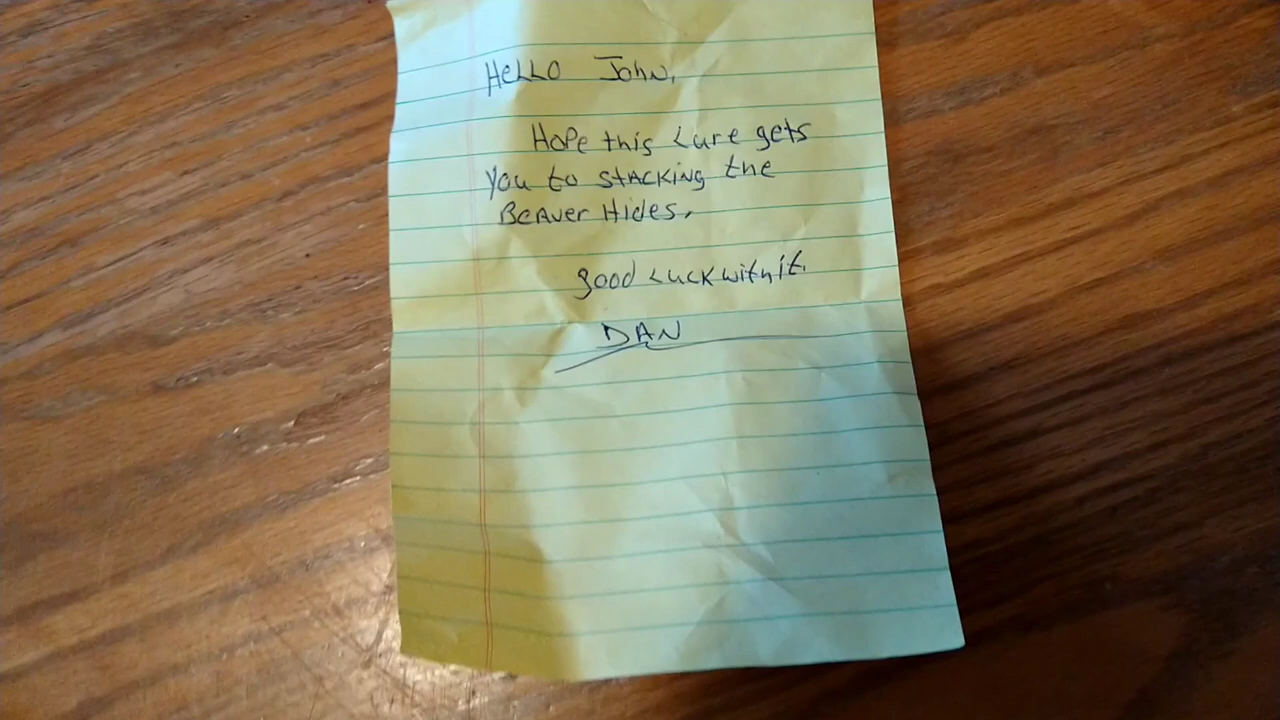 Hello John,
Hope this Lure gets
you to stacking the
Beaver Hides.
good Luck with it.
DAN